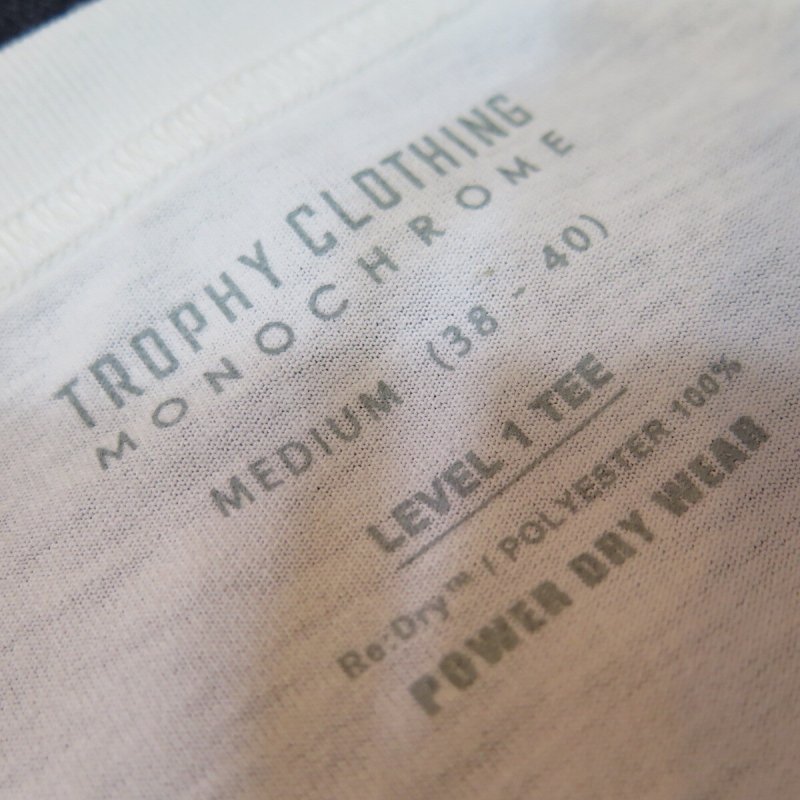 TROPHY CLOTHING
MONOCHROME
MEDIUM (38 - 40)
LEVEL 1 TEE
Re:Dry™ / POLYESTER 100%
POWER DRY WEAR